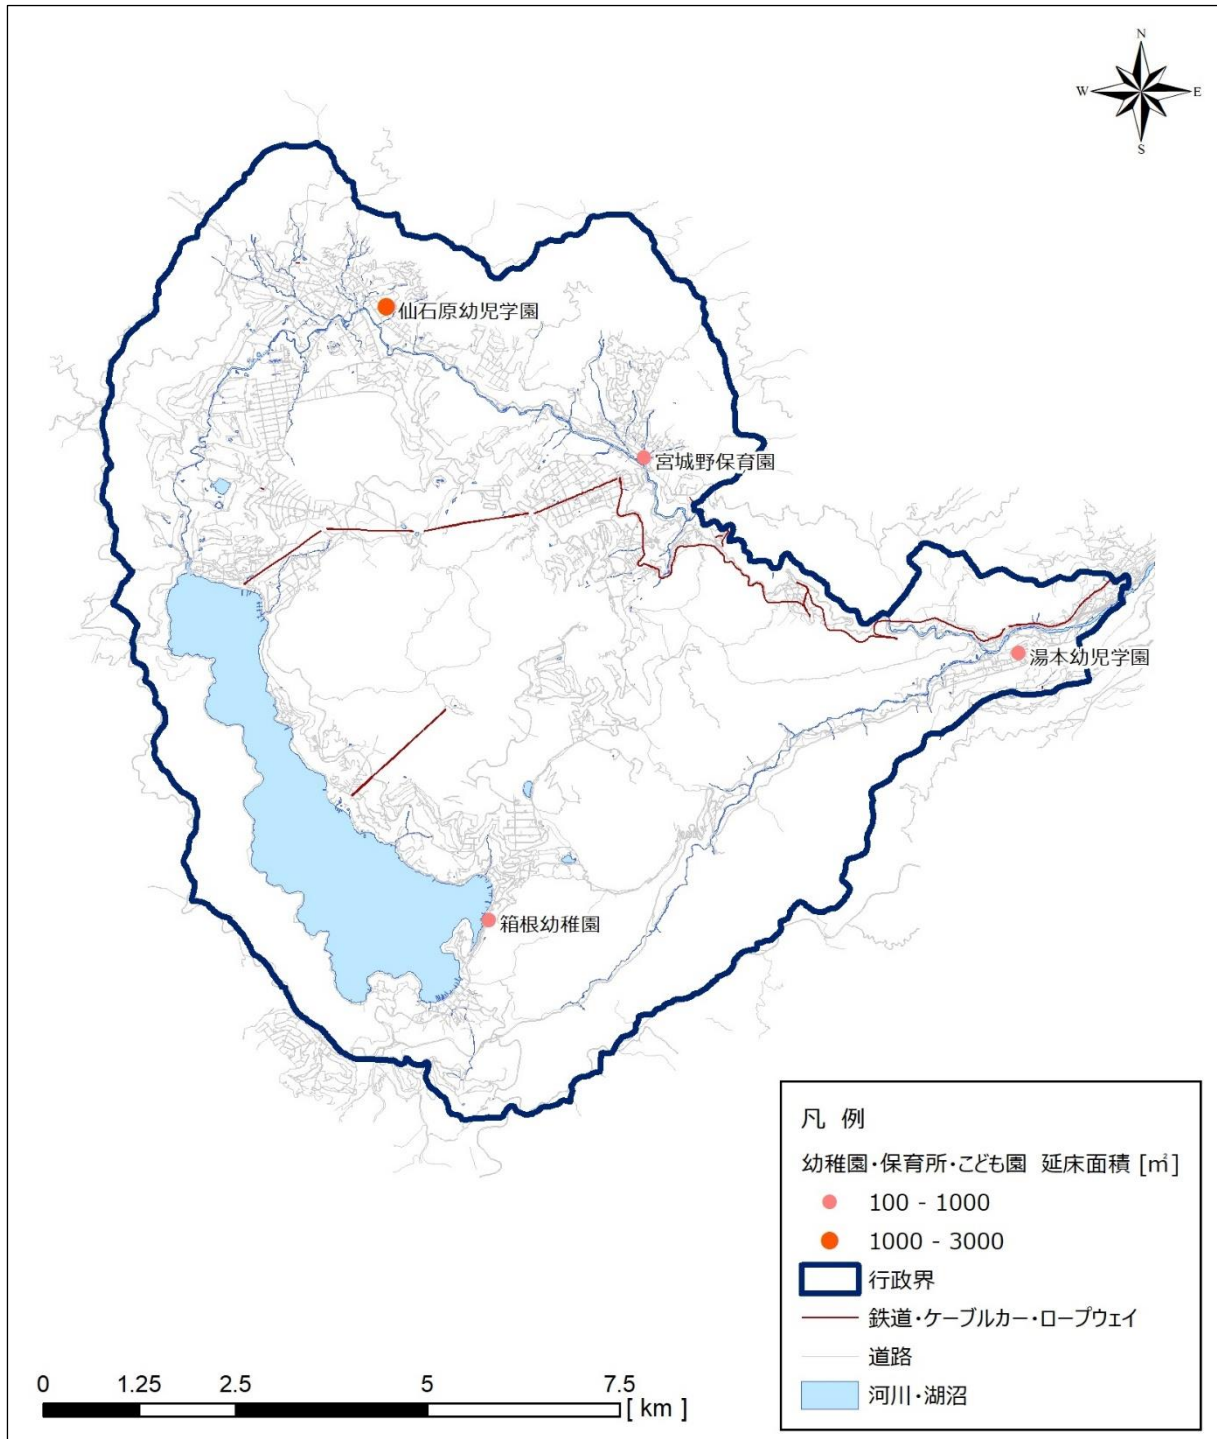 N
W
E
S
仙石原幼児学園
宮城野保育園
湯本幼児学園
箱根幼稚園
凡 例
幼稚園・保育所・こども園 延床面積 [㎡]
100 - 1000
1000 - 3000
行政界
鉄道・ケーブルカー・ロープウェイ
道路
河川・湖沼
0 1.25 2.5 5 7.5
[ km ]